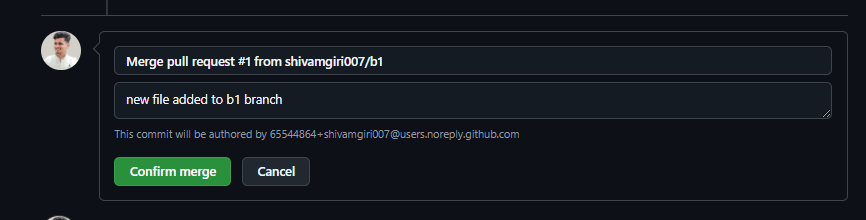 Merge pull request #1 from shivamgiri007/b1
new file added to b1 branch
This commit will be authored by 65544864+shivamgiri007@users.noreply.github.com
Confirm merge Cancel